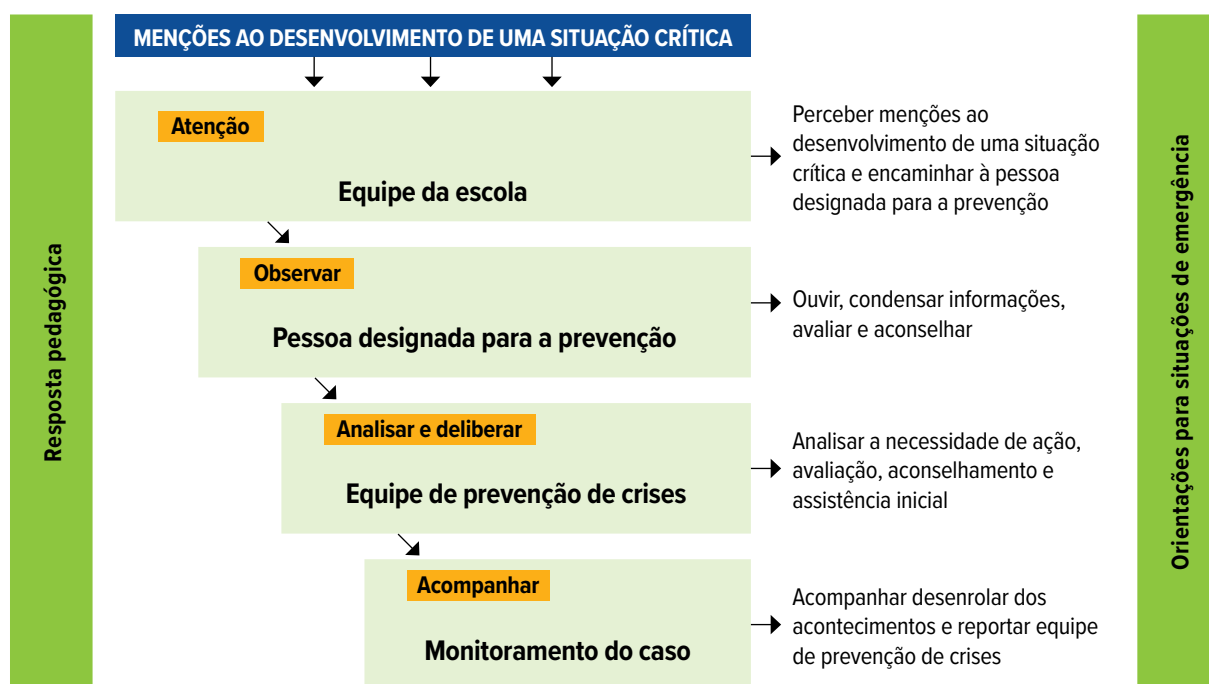 MENÇÕES AO DESENVOLVIMENTO DE UMA SITUAÇÃO CRÍTICA
Resposta pedagógica
Atenção
Equipe da escola
Perceber menções ao
desenvolvimento de uma situação
crítica e encaminhar à pessoa
designada para a prevenção
Observar
Pessoa designada para a prevenção
Ouvir, condensar informações,
avaliar e aconselhar
Analisar e deliberar
Equipe de prevenção de crises
Analisar a necessidade de ação,
avaliação, aconselhamento e
assistência inicial
Acompanhar
Monitoramento do caso
Acompanhar desenrolar dos
acontecimentos e reportar equipe
de prevenção de crises
Orientações para situações de emergência